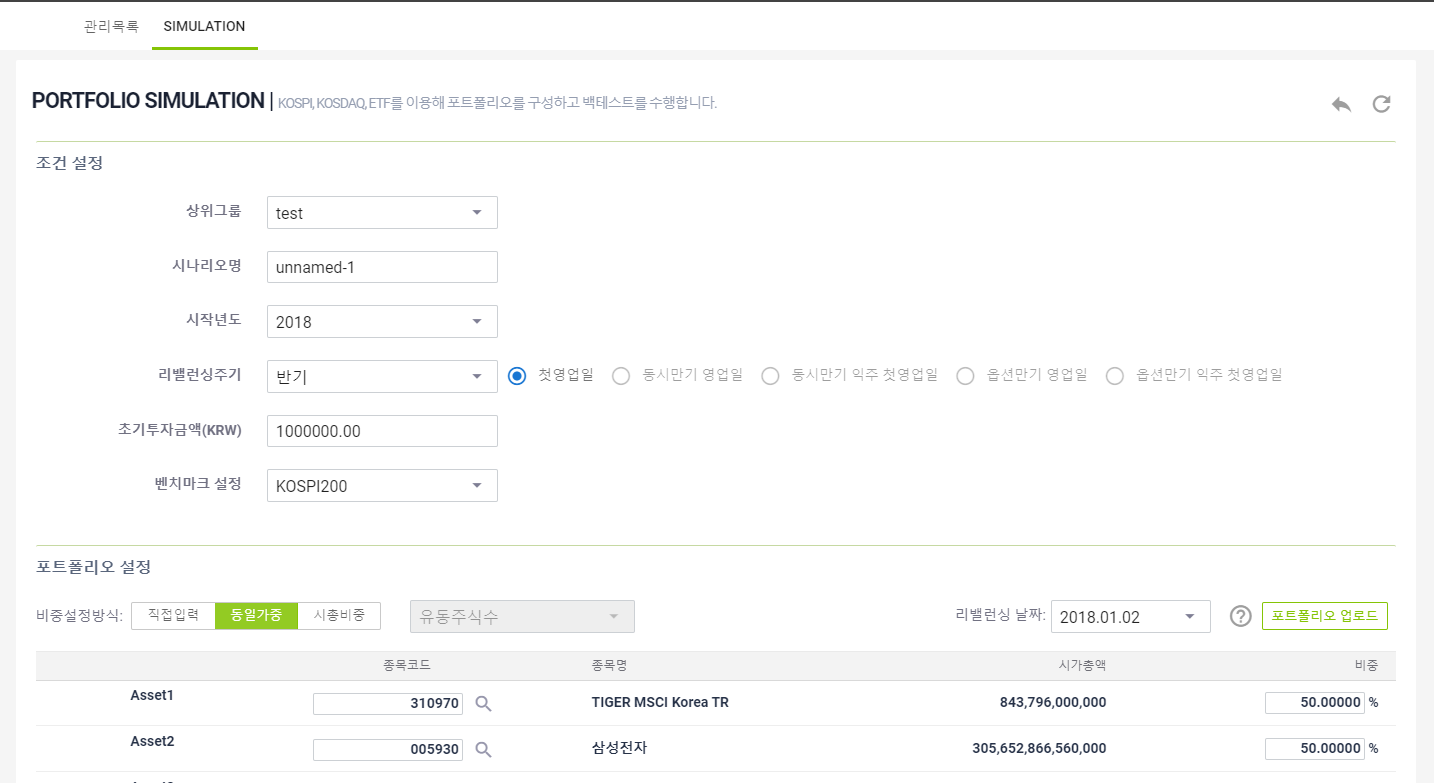 관리목록 SIMULATION
PORTFOLIO SIMULATION | KOSPI, KOSDAQ, ETF를 이용해 포트폴리오를 구성하고 백테스트를 수행합니다.
조건 설정
상위그룹 test
시나리오명 unnamed-1
시작년도 2018
리밸런싱주기 반기 첫영업일 동시만기 영업일 동시만기 익주 첫영업일 옵션만기 영업일 옵션만기 익주 첫영업일
초기투자금액(KRW) 1000000.00
벤치마크 설정 KOSPI200
포트폴리오 설정
비중설정방식: 직접입력 동일가중 시총비중 유동주식수 리밸런싱 날짜: 2018.01.02 ? 포트폴리오 업로드
종목코드 종목명 시가총액 비중
Asset1 310970 TIGER MSCI Korea TR 843,796,000,000 50.00000 %
Asset2 005930 삼성전자 305,652,866,560,000 50.00000 %